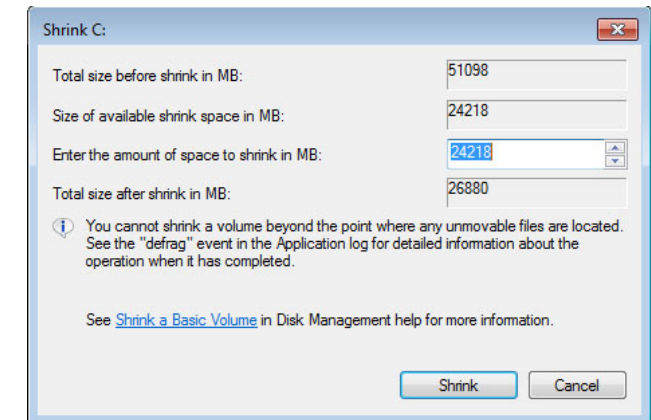 Shrink C:
Total size before shrink in MB: 51098
Size of available shrink space in MB: 24218
Enter the amount of space to shrink in MB: 24218
Total size after shrink in MB: 26880
You cannot shrink a volume beyond the point where any unmovable files are located.
See the "defrag" event in the Application log for detailed information about the
operation when it has completed.
See Shrink a Basic Volume in Disk Management help for more information.
Shrink Cancel